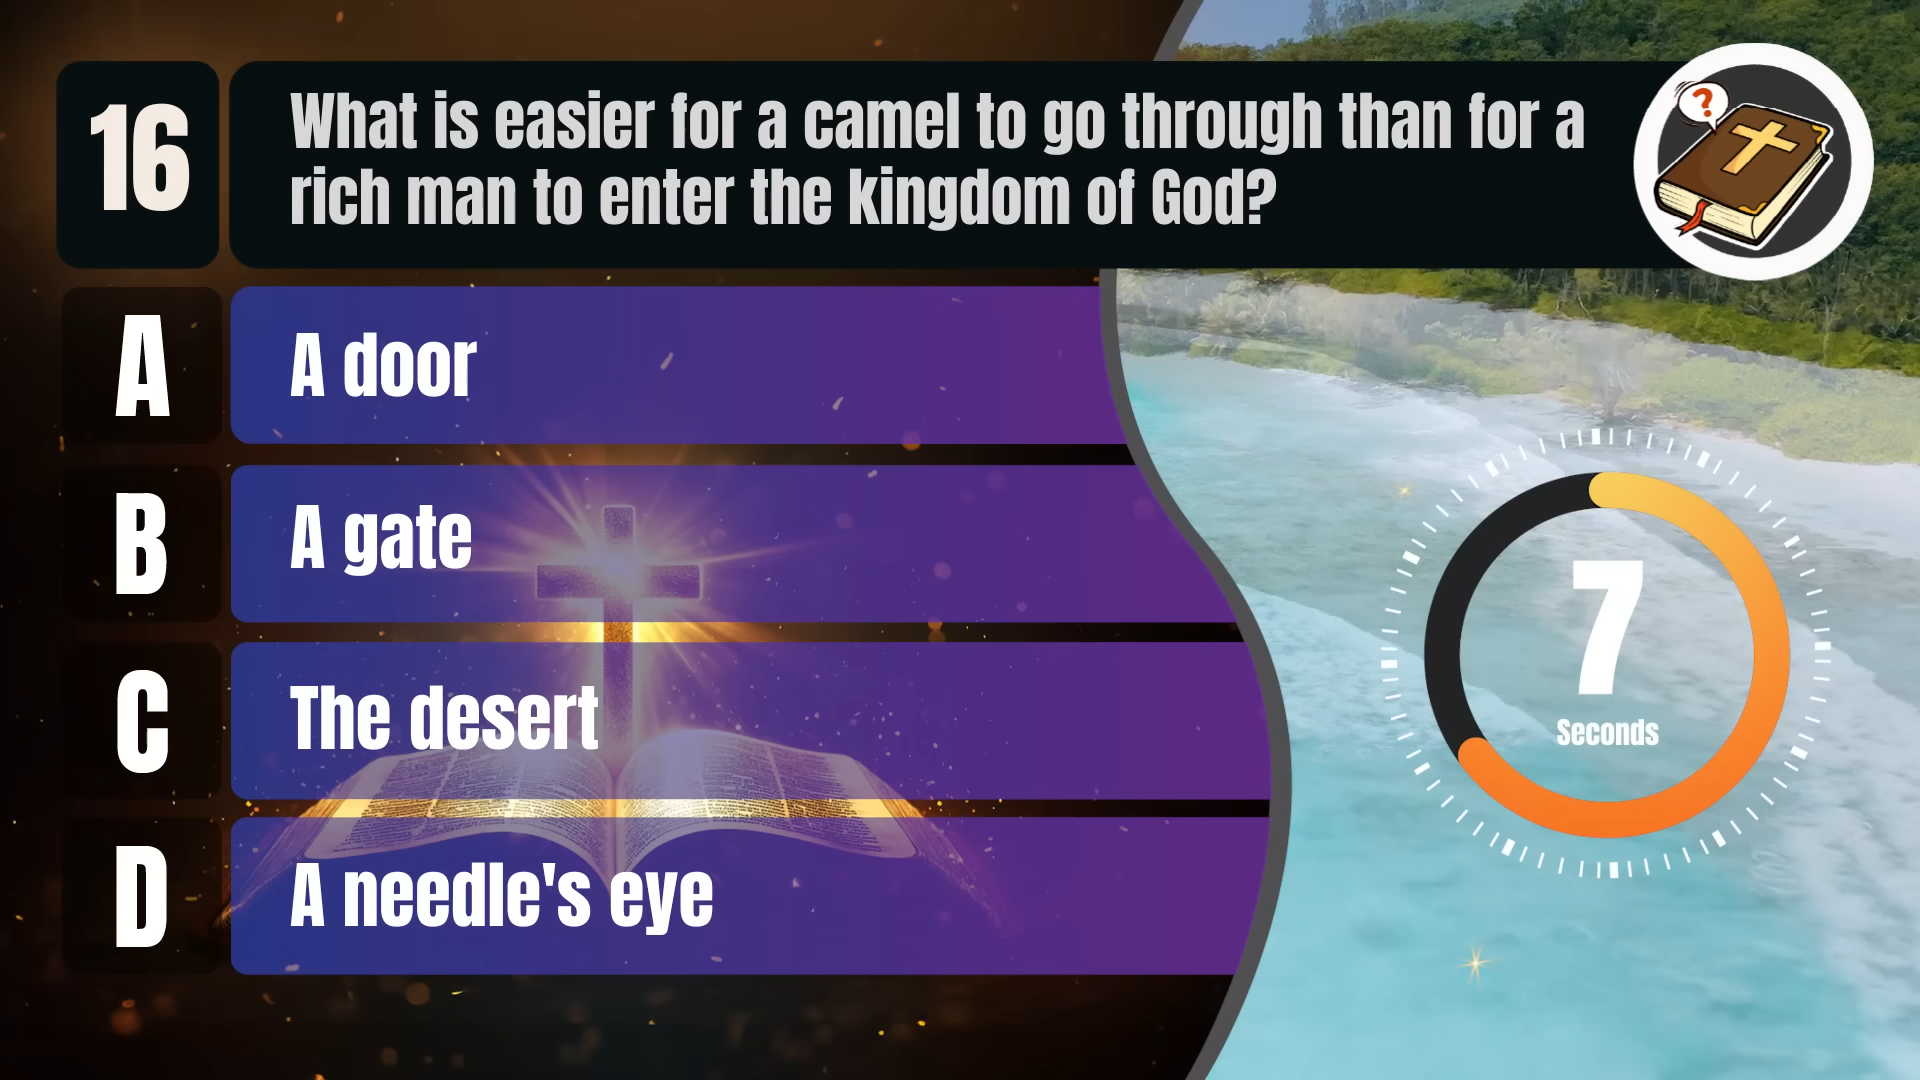 16
What is easier for a camel to go through than for a
rich man to enter the kingdom of God?
?
A
A door
B
A gate
C
The desert
D
A needle's eye
7
Seconds